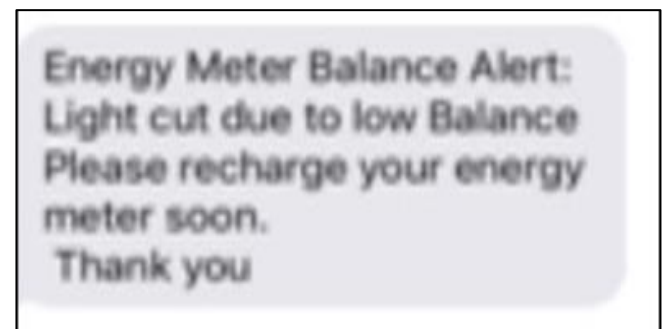 Energy Meter Balance Alert:
Light cut due to low Balance
Please recharge your energy
meter soon.
Thank you